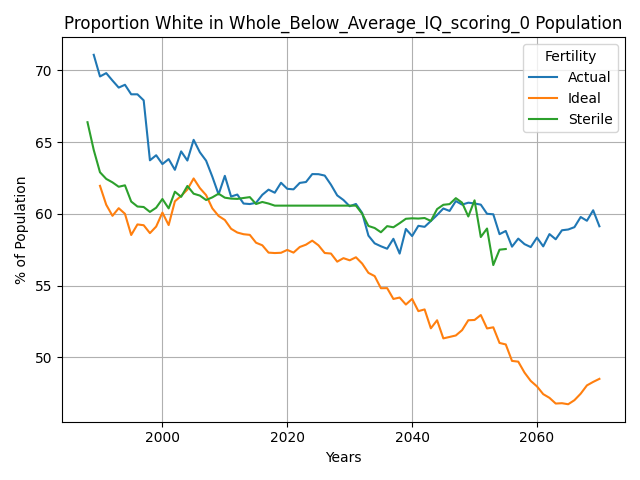 Proportion White in Whole_Below_Average_IQ_scoring_0 Population
% of Population
70
65
60
55
50
Fertility
Actual
Ideal
Sterile
2000
2020
2040
2060
Years